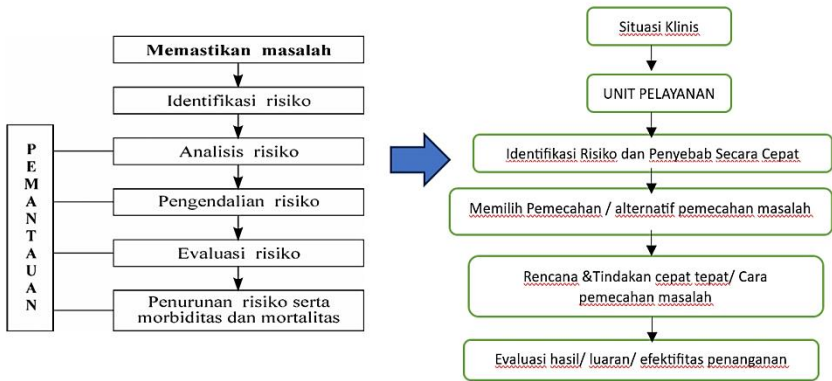 Memastikan masalah
Identifikasi risiko
Analisis risiko
Pengendalian risiko
Evaluasi risiko
Penurunan risiko serta
morbiditas dan mortalitas
PEMANTAUAN
Situasi Klinis
UNIT PELAYANAN
Identifikasi Risiko dan Penyebab Secara Cepat
Memilih Pemecahan / alternatif pemecahan masalah
Rencana &Tindakan cepat tepat/ Cara
pemecahan masalah
Evaluasi hasil/ luaran/ efektifitas penanganan